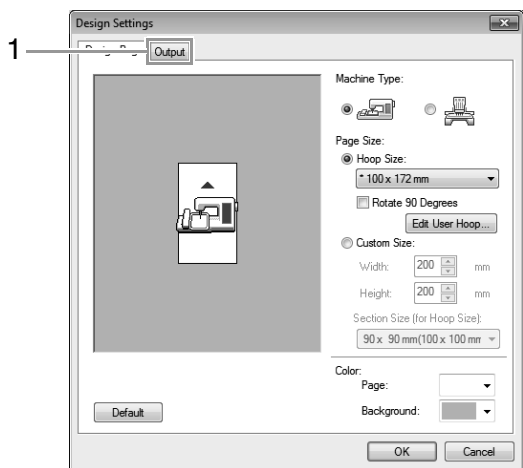 Design Settings
1
Output
Machine Type:
Page Size:
Hoop Size:
* 100 x 172 mm
Rotate 90 Degrees
Edit User Hoop...
Custom Size:
Width: 200 mm
Height: 200 mm
Section Size (for Hoop Size):
90 x 90 mm(100 x 100 mm
Color:
Page:
Default
Background:
OK
Cancel